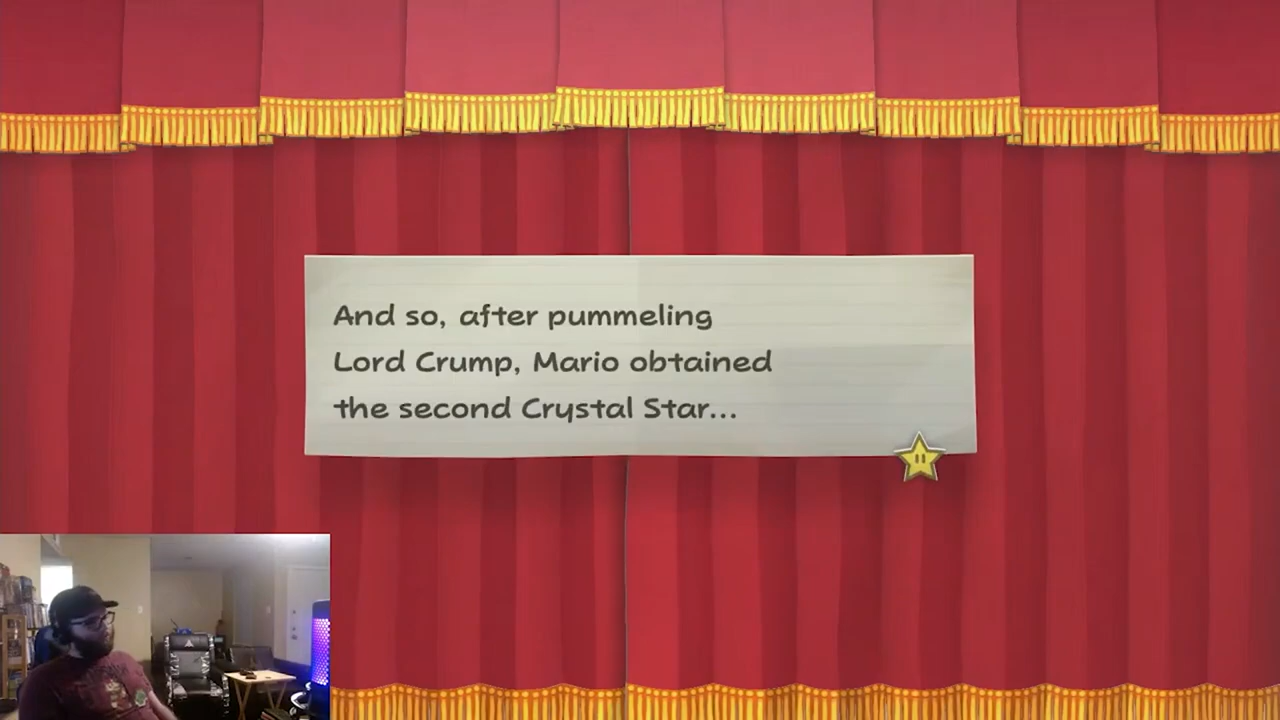 And so, after pummeling
Lord Crump, Mario obtained
the second Crystal Star...